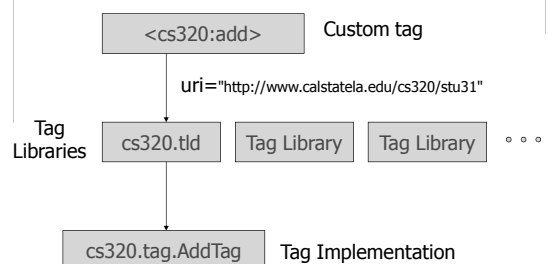 <cs320:add> Custom tag
uri="http://www.calstatela.edu/cs320/stu31"
Tag
Libraries
cs320.tld Tag Library Tag Library
cs320.tag.AddTag Tag Implementation